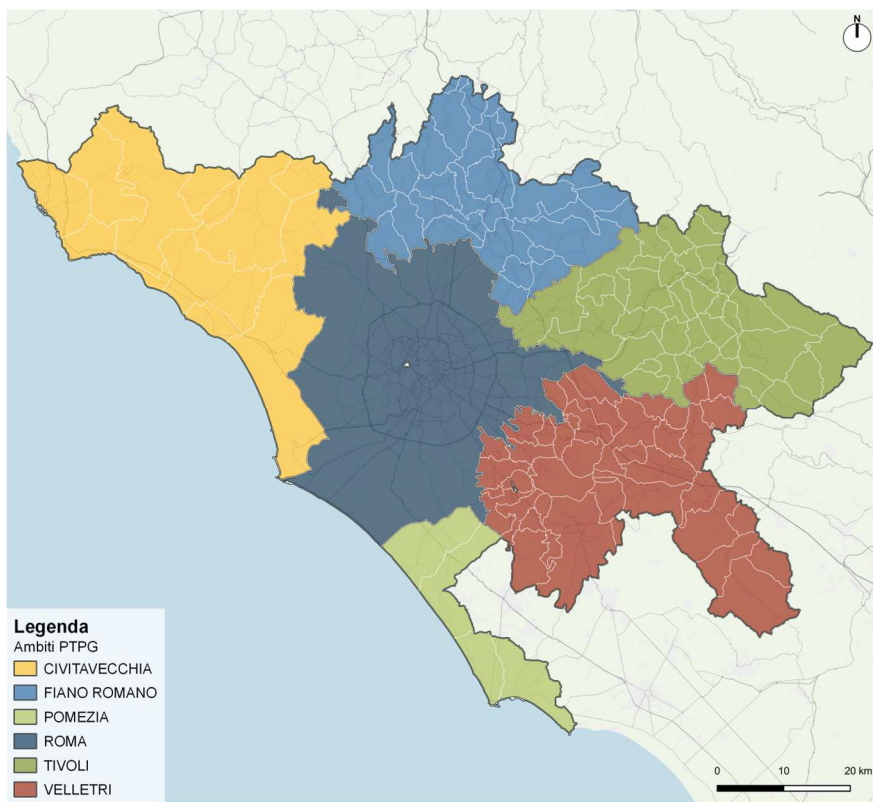 N
Legenda
Ambiti PTPG
CIVITAVECCHIA
FIANO ROMANO
POMEZIA
ROMA
TIVOLI
VELLETRI
0 10 20 km